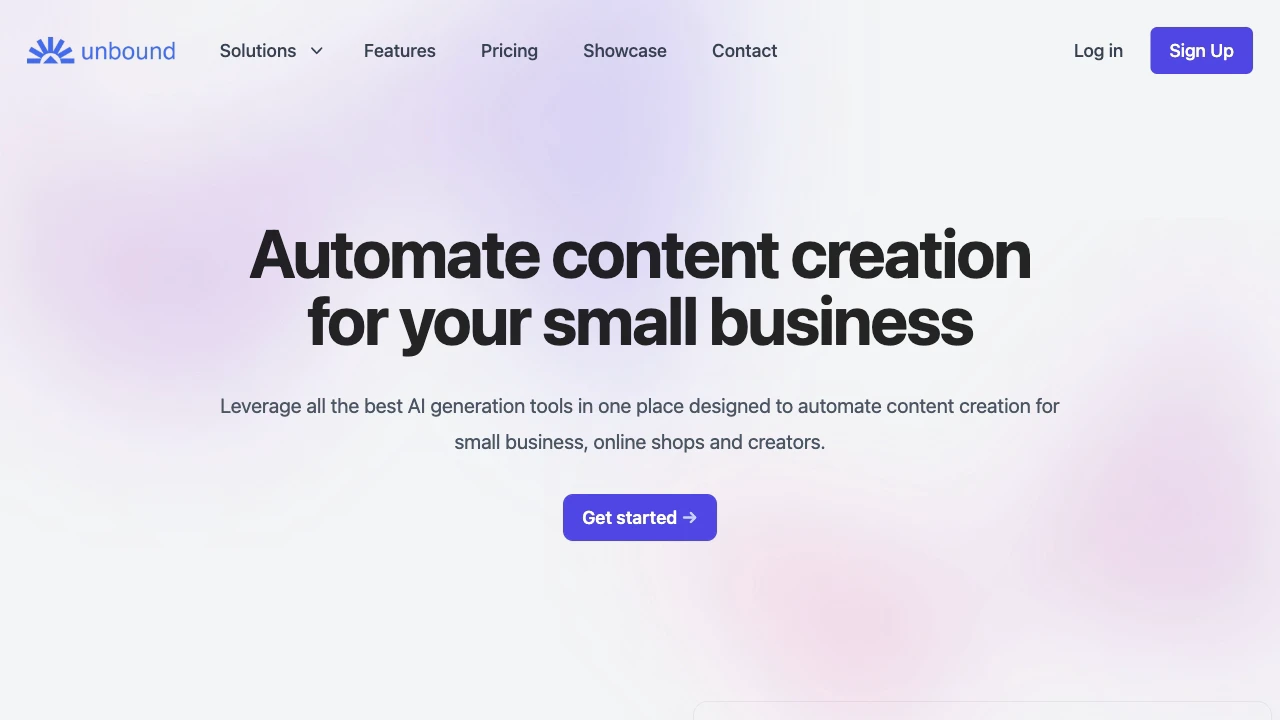 unbound
Solutions
Features
Pricing
Showcase
Contact
Log in
Sign Up
Automate content creation
for your small business
Leverage all the best AI generation tools in one place designed to automate content creation for
small business, online shops and creators.
Get started →